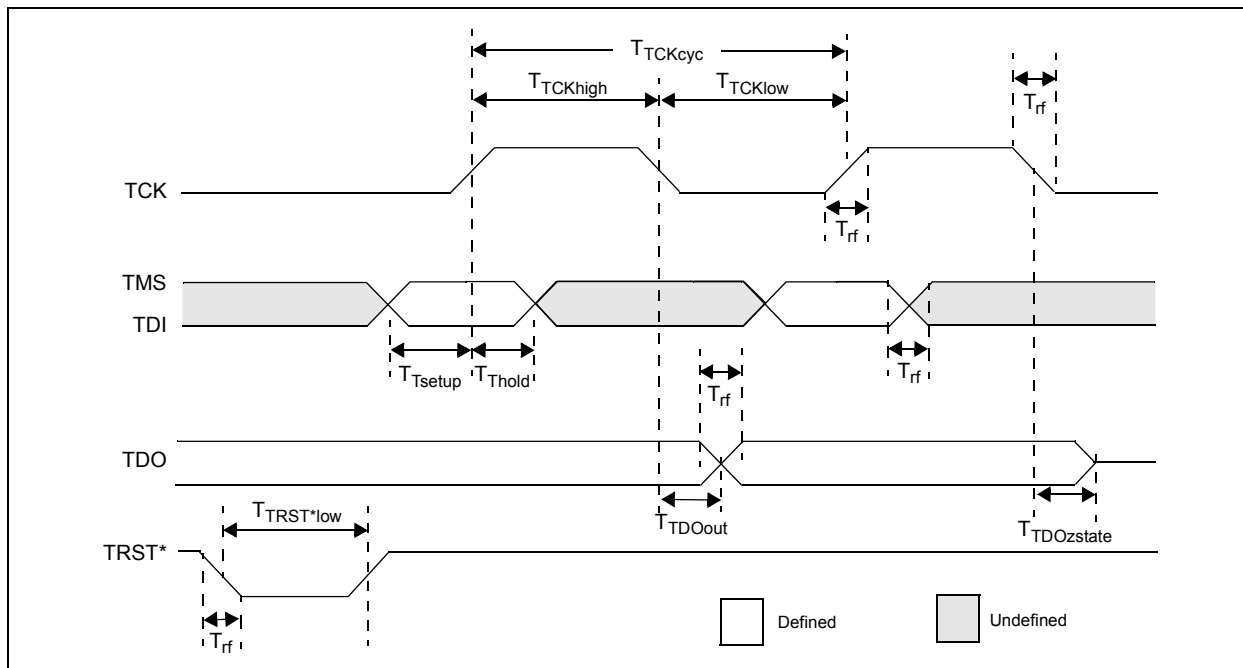 TTCKcyc
TTCKhigh
TTCKlow
Trf
TCK
Trf
TMS
TDI
TTsetup
TThold
Trf
Trf
TDO
TTRST*low
TTDOout
TTDOzstate
TRST*
Trf
Defined
Undefined